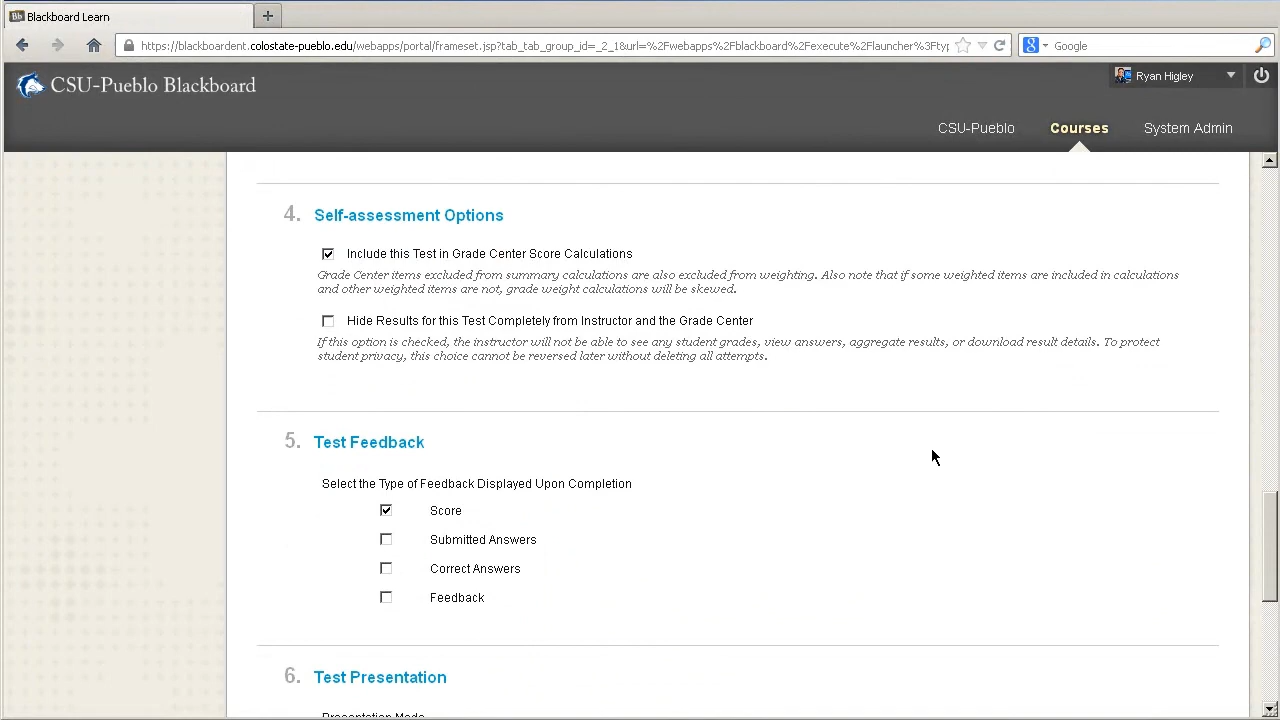 Blackboard Learn
https://blackboardent.colostate-pueblo.edu/webapps/portal/frameset.jsp?tab_tab_group_id=_2_1&url=%2Fwebapps%2Fblackboard%2Fexecute%2Flauncher%3Fty
Google
CSU-Pueblo Blackboard
Ryan Higley
CSU-Pueblo
Courses
System Admin
4. Self-assessment Options
Include this Test in Grade Center Score Calculations
Grade Center items excluded from summary calculations are also excluded from weighting. Also note that if some weighted items are included in calculations
and other weighted items are not, grade weight calculations will be skewed.
Hide Results for this Test Completely from Instructor and the Grade Center
If this option is checked, the instructor will not be able to see any student grades, view answers, aggregate results, or download result details. To protect
student privacy, this choice cannot be reversed later without deleting all attempts.
5. Test Feedback
Select the Type of Feedback Displayed Upon Completion
Score
Submitted Answers
Correct Answers
Feedback
6. Test Presentation
Presentation Mode